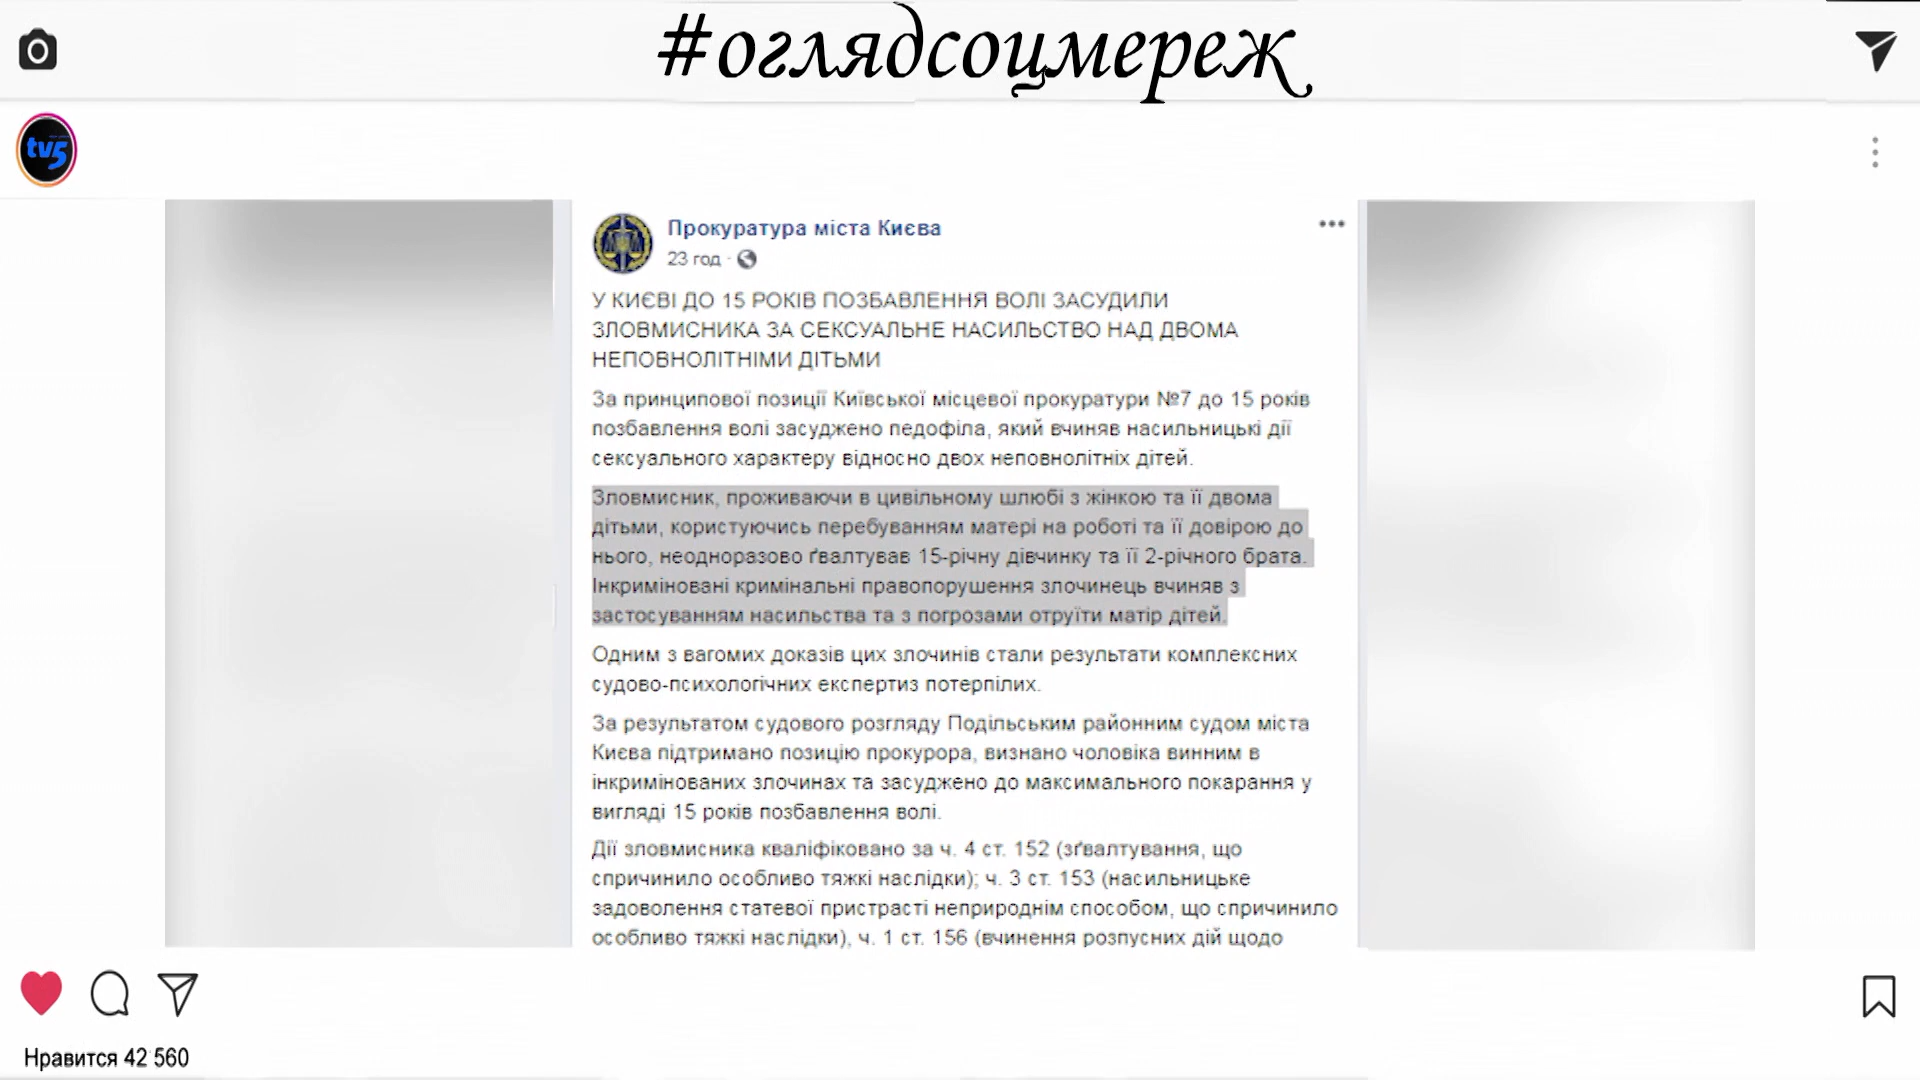 #оглядсоцмереж
tv5
Прокуратура міста Києва
23 год ·
У КИЄВІ ДО 15 РОКІВ ПОЗБАВЛЕННЯ ВОЛІ ЗАСУДИЛИ
ЗЛОВМИСНИКА ЗА СЕКСУАЛЬНЕ НАСИЛЬСТВО НАД ДВОМА
НЕПОВНОЛІТНІМИ ДІТЬМИ
За принципової позиції Київської місцевої прокуратури №7 до 15 років
позбавлення волі засуджено педофіла, який вчиняв насильницькі дії
сексуального характеру відносно двох неповнолітніх дітей.
Зловмисник, проживаючи в цивільному шлюбі з жінкою та її двома
дітьми, користуючись перебуванням матері на роботі та її довірою до
нього, неодноразово ґвалтував 15-річну дівчинку та її 2-річного брата.
Інкриміновані кримінальні правопорушення злочинець вчиняв з
застосуванням насильства та з погрозами отруїти матір дітей.
Одним з вагомих доказів цих злочинів стали результати комплексних
судово-психологічних експертиз потерпілих.
За результатом судового розгляду Подільським районним судом міста
Києва підтримано позицію прокурора, визнано чоловіка винним в
інкримінованих злочинах та засуджено до максимального покарання у
вигляді 15 років позбавлення волі.
Дії зловмисника кваліфіковано за ч. 4 ст. 152 (зґвалтування, що
спричинило особливо тяжкі наслідки); ч. 3 ст. 153 (насильницьке
задоволення статевої пристрасті неприроднім способом, що спричинило
особливо тяжкі наслідки), ч. 1 ст. 156 (вчинення розпусних дій щодо
Нравится 42 560